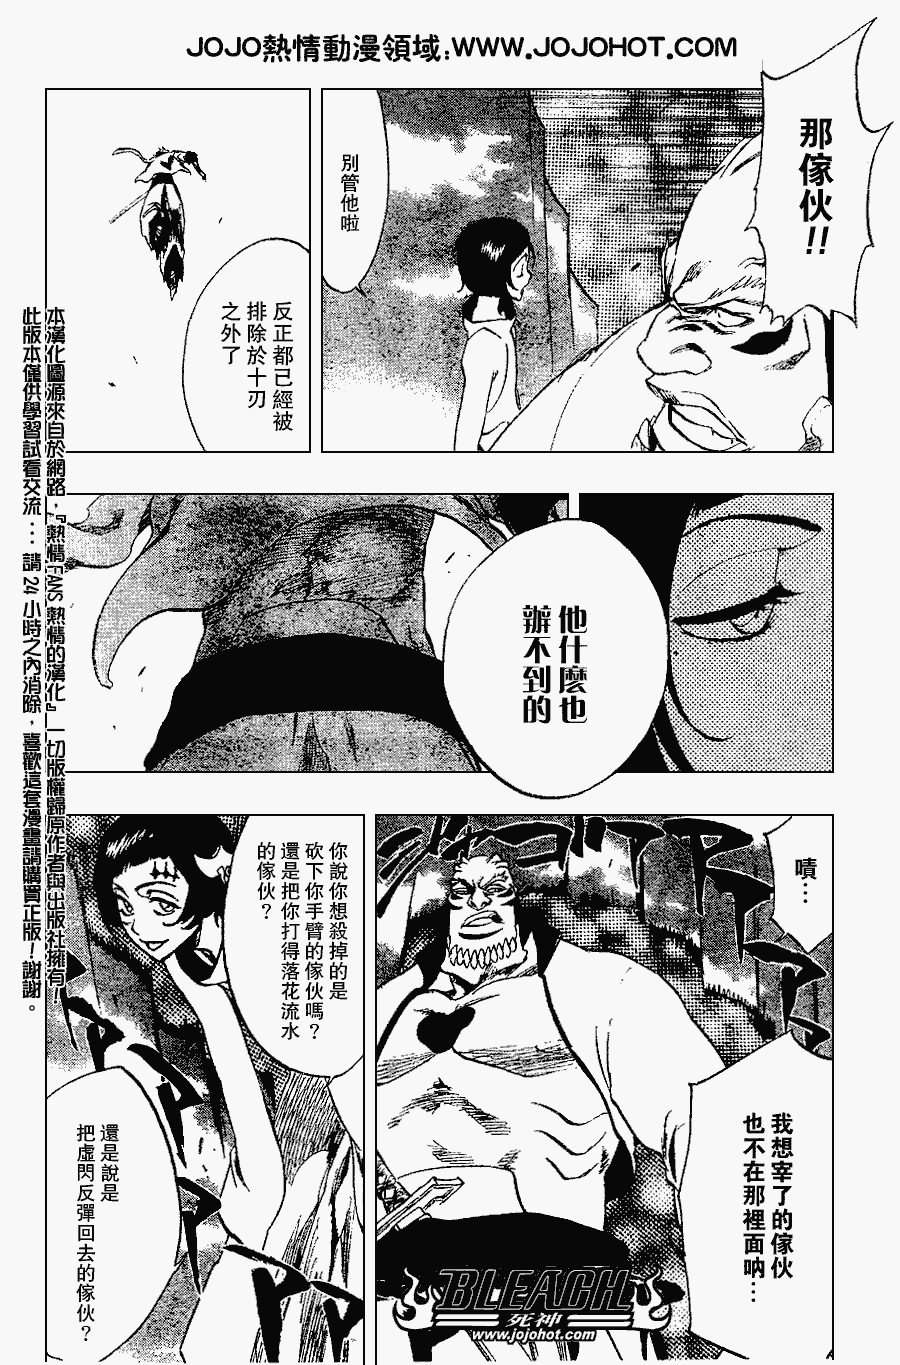 JOJO熱情動漫領域:WWW.JOJOHOT.COM
那傢伙!!
別管他啦
反正都已經被
排除於十刃
之外了
他什麼也
辦不到的
嘖…
我想宰了的傢伙
也不在那裡面吶…
你說你想殺掉的是
砍下你手臂的傢伙嗎？
還是把你打得落花流水
的傢伙？
還是說是
把虛閃反彈回去的傢伙？
本漢化圖源來自於網路，『熱情FANS 熱情的漢化』一切版權歸原作者與出版社擁有！
此版本僅供學習試看交流... 請 24 小時之內消除，喜歡這套漫畫請購買正版！謝謝。
BLEACH
死神
www.jojohot.com